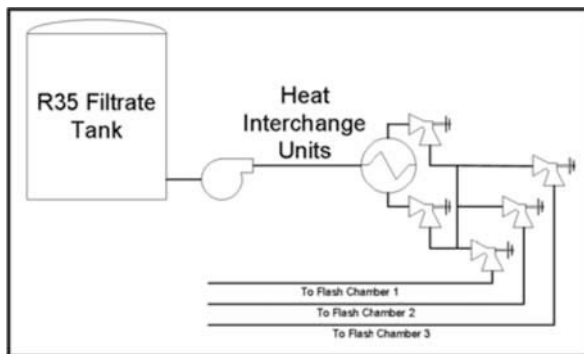 R35 Filtrate
Tank
Heat
Interchange
Units
To Flash Chamber 1
To Flash Chamber 2
To Flash Chamber 3